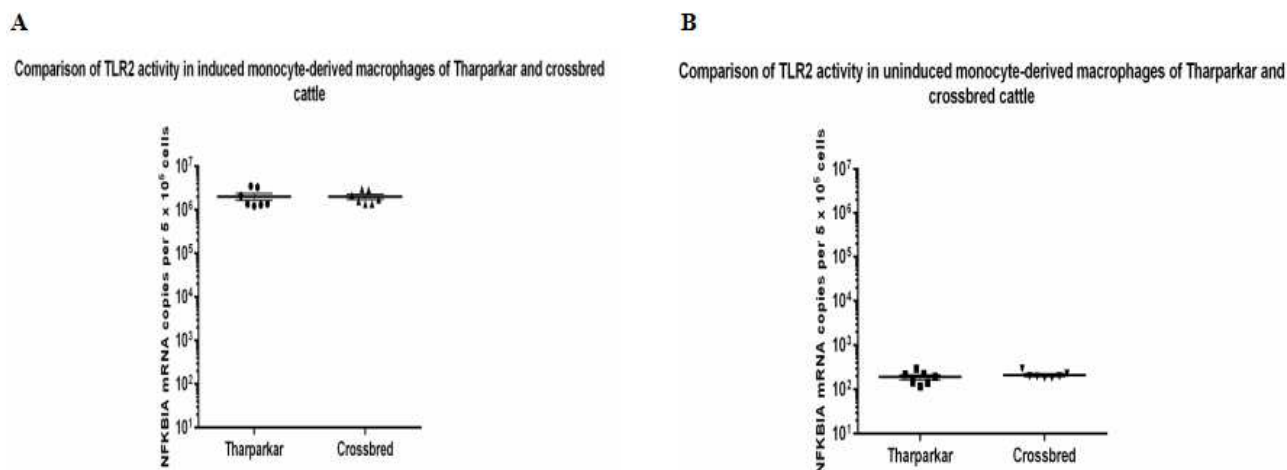 A
Comparison of TLR2 activity in induced monocyte-derived macrophages of Tharparkar and crossbred
cattle
NFKBIA mRNA copies per 5 x 10⁵ cells
10⁷
10⁶
10⁵
10⁴
10³
10²
10¹
Tharparkar
Crossbred
B
Comparison of TLR2 activity in uninduced monocyte-derived macrophages of Tharparkar and
crossbred cattle
NFKBIA mRNA copies per 5 x 10⁵ cells
10⁷
10⁶
10⁵
10⁴
10³
10²
10¹
Tharparkar
Crossbred